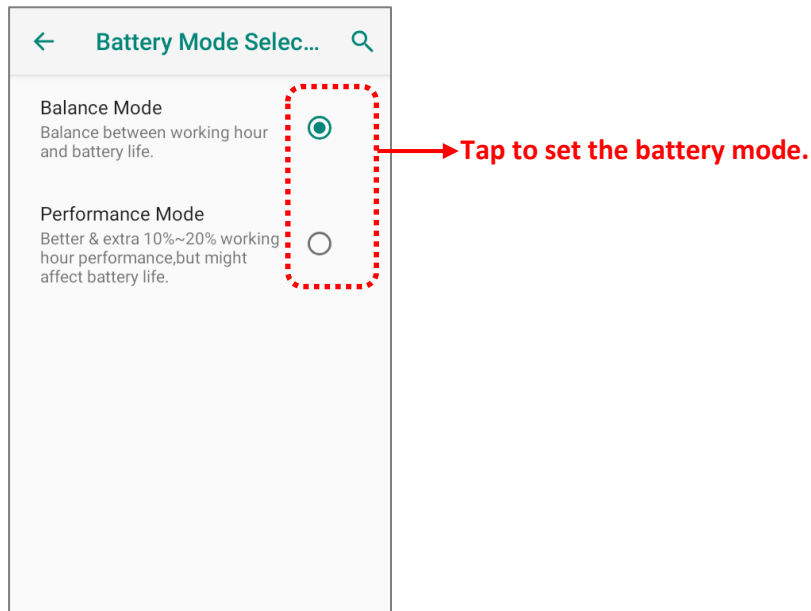 Battery Mode Selec...
Balance Mode
Balance between working hour
and battery life.
Tap to set the battery mode.
Performance Mode
Better & extra 10%~20% working
hour performance,but might
affect battery life.